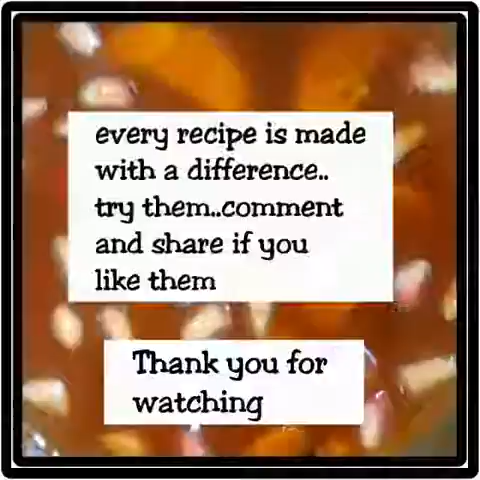 every recipe is made
with a difference..
try them..comment
and share if you
like them
Thank you for
watching